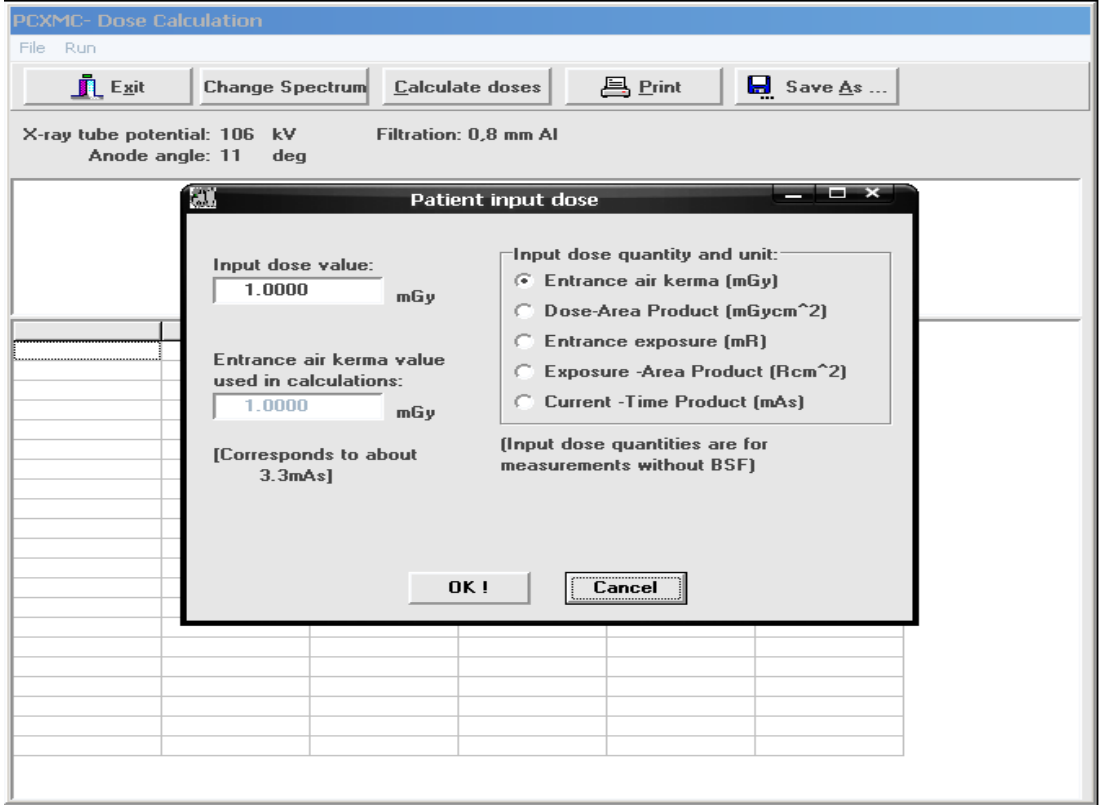 PCXMC- Dose Calculation
File Run
Exit Change Spectrum Calculate doses Print Save As ...
X-ray tube potential: 106 kV Filtration: 0,8 mm Al
Anode angle: 11 deg
Patient input dose
Input dose value:
1.0000 mGy
Entrance air kerma value
used in calculations:
1.0000 mGy
[Corresponds to about
3.3mAs]
Input dose quantity and unit:
Entrance air kerma (mGy)
Dose-Area Product (mGycm^2)
Entrance exposure (mR)
Exposure -Area Product (Rcm^2)
Current -Time Product (mAs)
(Input dose quantities are for
measurements without BSF)
OK ! Cancel